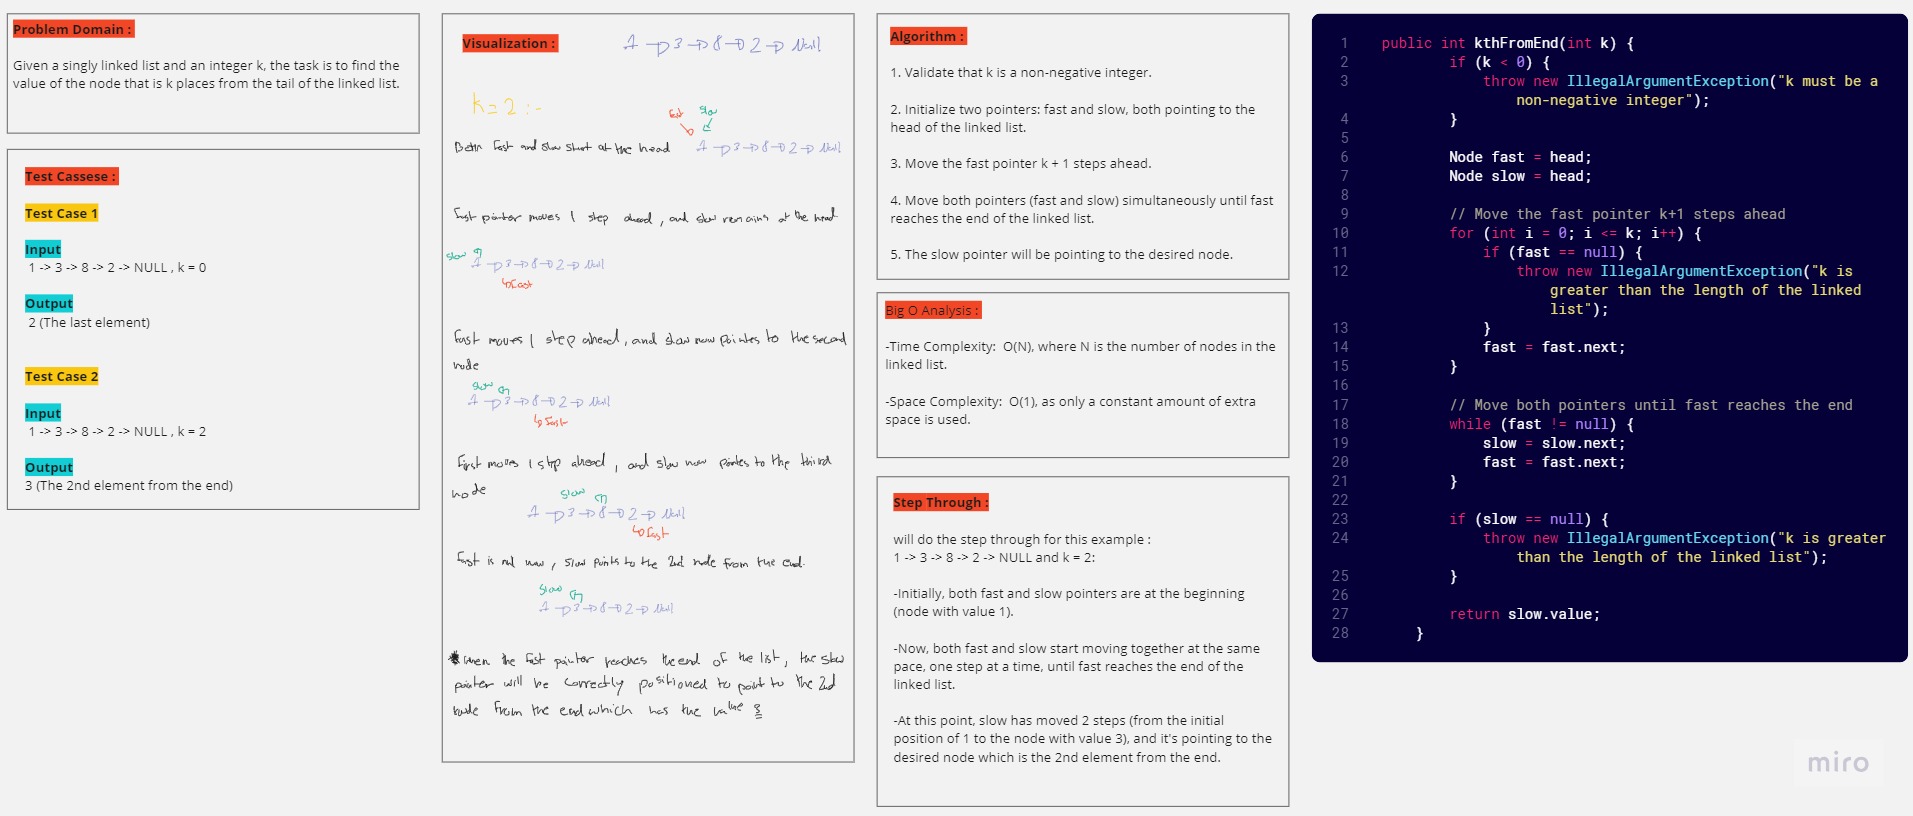 Problem Domain :
Given a singly linked list and an integer k, the task is to find the
value of the node that is k places from the tail of the linked list.
Test Cassese :
Test Case 1
Input
1 -> 3 -> 8 -> 2 -> NULL , k = 0
Output
2 (The last element)
Test Case 2
Input
1 -> 3 -> 8 -> 2 -> NULL , k = 2
Output
3 (The 2nd element from the end)
Visualization :
1 → 3 → 8 → 2 → Null
k = 2 :-
fast slow
Both fast and slow start at the head
1 → 3 → 8 → 2 → Null
Fast pointer moves 1 step ahead, and slow remains at the head
slow
1 → 3 → 8 → 2 → Null
fast
Fast moves 1 step ahead, and slow now pointes to the second
node
slow
1 → 3 → 8 → 2 → Null
fast
First moves 1 step ahead, and slow now pointes to the third
node
slow
1 → 3 → 8 → 2 → Null
fast
Fast is null now, slow points to the 2nd node from the end.
slow
1 → 3 → 8 → 2 → Null
when the fast pointer reaches the end of the list, the slow
pointer will be correctly positioned to point to the 2nd
node from the end which has the value
Algorithm :
1. Validate that k is a non-negative integer.
2. Initialize two pointers: fast and slow, both pointing to the
head of the linked list.
3. Move the fast pointer k + 1 steps ahead.
4. Move both pointers (fast and slow) simultaneously until fast
reaches the end of the linked list.
5. The slow pointer will be pointing to the desired node.
Big O Analysis :
-Time Complexity:  O(N), where N is the number of nodes in the
linked list.
-Space Complexity:  O(1), as only a constant amount of extra
space is used.
Step Through :
will do the step through for this example :
1 -> 3 -> 8 -> 2 -> NULL and k = 2:
-Initially, both fast and slow pointers are at the beginning
(node with value 1).
-Now, both fast and slow start moving together at the same
pace, one step at a time, until fast reaches the end of the
linked list.
-At this point, slow has moved 2 steps (from the initial
position of 1 to the node with value 3), and it's pointing to the
desired node which is the 2nd element from the end.
1 public int kthFromEnd(int k) {
2 if (k < 0) {
3 throw new IllegalArgumentException("k must be a
non-negative integer");
4 }
5
6 Node fast = head;
7 Node slow = head;
8
9 // Move the fast pointer k+1 steps ahead
10 for (int i = 0; i <= k; i++) {
11 if (fast == null) {
12 throw new IllegalArgumentException("k is
greater than the length of the linked
list");
13 }
14 fast = fast.next;
15 }
16
17 // Move both pointers until fast reaches the end
18 while (fast != null) {
19 slow = slow.next;
20 fast = fast.next;
21 }
22
23 if (slow == null) {
24 throw new IllegalArgumentException("k is greater
than the length of the linked list");
25 }
26
27 return slow.value;
28 }
miro